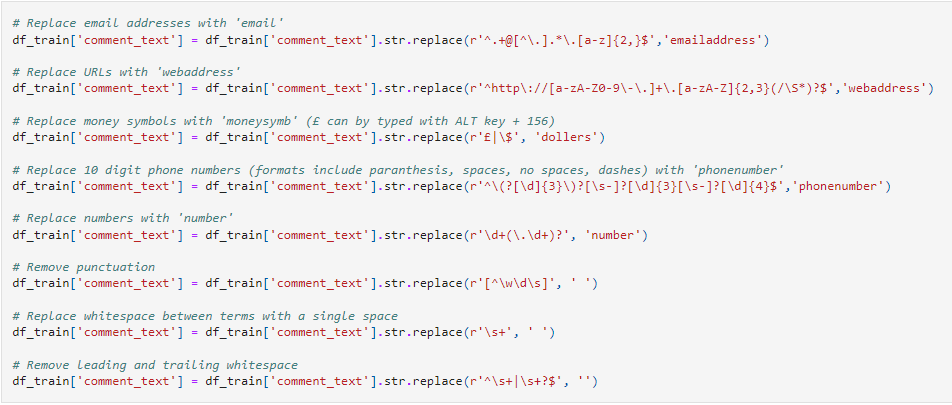 # Replace email addresses with 'email'
df_train['comment_text'] = df_train['comment_text'].str.replace(r'^.+@[^\.].*\.[a-z]{2,}$','emailaddress')
# Replace URLs with 'webaddress'
df_train['comment_text'] = df_train['comment_text'].str.replace(r'^http\://[a-zA-Z0-9\-\.]+\.[a-zA-Z]{2,3}(/\S*)?$','webaddress')
# Replace money symbols with 'moneysymb' (£ can by typed with ALT key + 156)
df_train['comment_text'] = df_train['comment_text'].str.replace(r'£|\$', 'dollers')
# Replace 10 digit phone numbers (formats include paranthesis, spaces, no spaces, dashes) with 'phonenumber'
df_train['comment_text'] = df_train['comment_text'].str.replace(r'^\(?[\d]{3}\)?[\s-]?[\d]{3}[\s-]?[\d]{4}$','phonenumber')
# Replace numbers with 'number'
df_train['comment_text'] = df_train['comment_text'].str.replace(r'\d+(\.\d+)?', 'number')
# Remove punctuation
df_train['comment_text'] = df_train['comment_text'].str.replace(r'[^\w\d\s]', ' ')
# Replace whitespace between terms with a single space
df_train['comment_text'] = df_train['comment_text'].str.replace(r'\s+', ' ')
# Remove leading and trailing whitespace
df_train['comment_text'] = df_train['comment_text'].str.replace(r'^\s+|\s+?$', '')